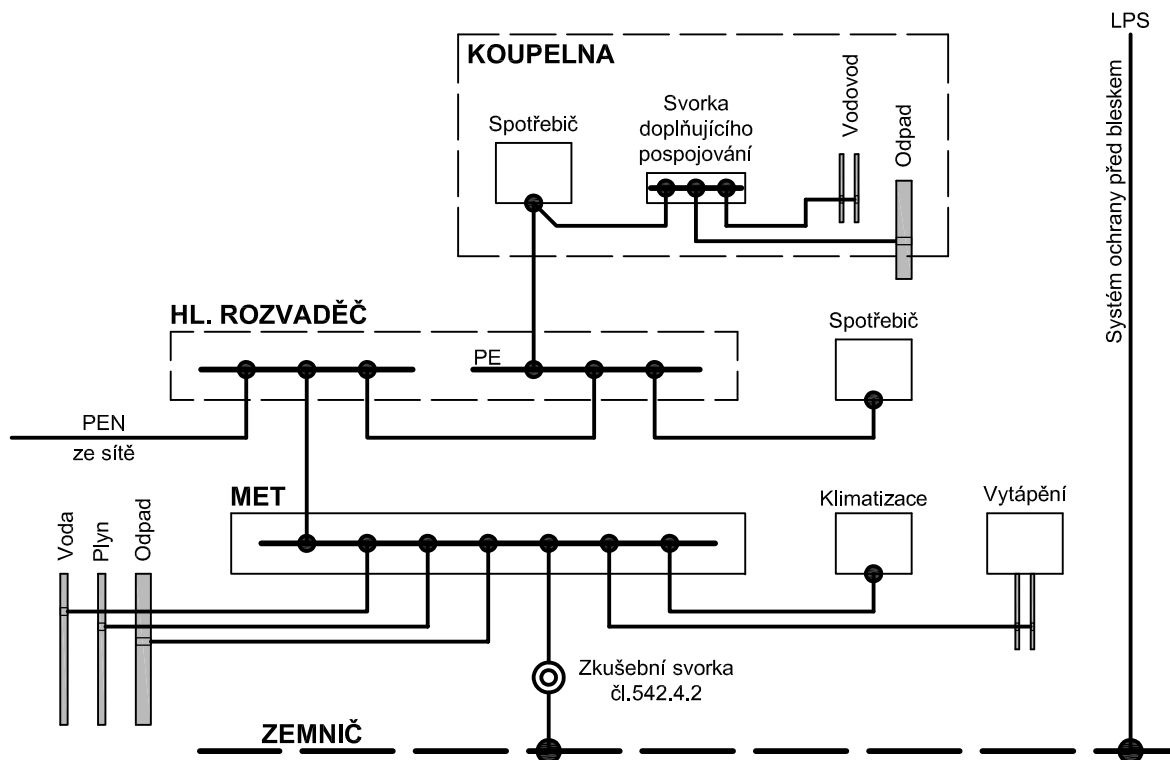 LPS
KOUPELNA
Spotřebič
Svorka
doplňujícího
pospojování
Vodovod
Odpad
Systém ochrany před bleskem
HL. ROZVADĚČ
PE
Spotřebič
PEN
ze sítě
MET
Klimatizace
Vytápění
Voda
Plyn
Odpad
Zkušební svorka
čl.542.4.2
ZEMNIČ